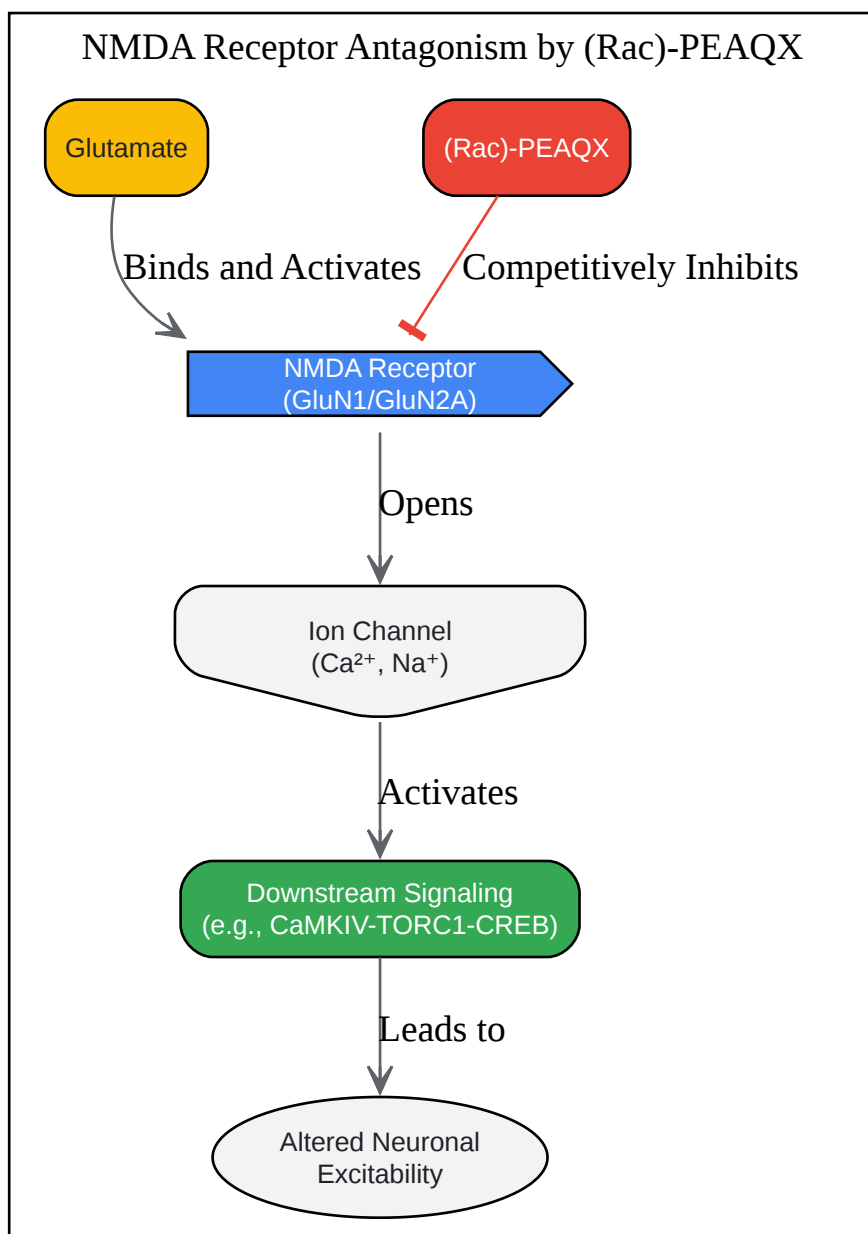 NMDA Receptor Antagonism by (Rac)-PEAQX
Glutamate
(Rac)-PEAQX
Binds and Activates
Competitively Inhibits
NMDA Receptor
(GluN1/GluN2A)
Opens
Ion Channel
(Ca²⁺, Na⁺)
Activates
Downstream Signaling
(e.g., CaMKIV-TORC1-CREB)
Leads to
Altered Neuronal
Excitability